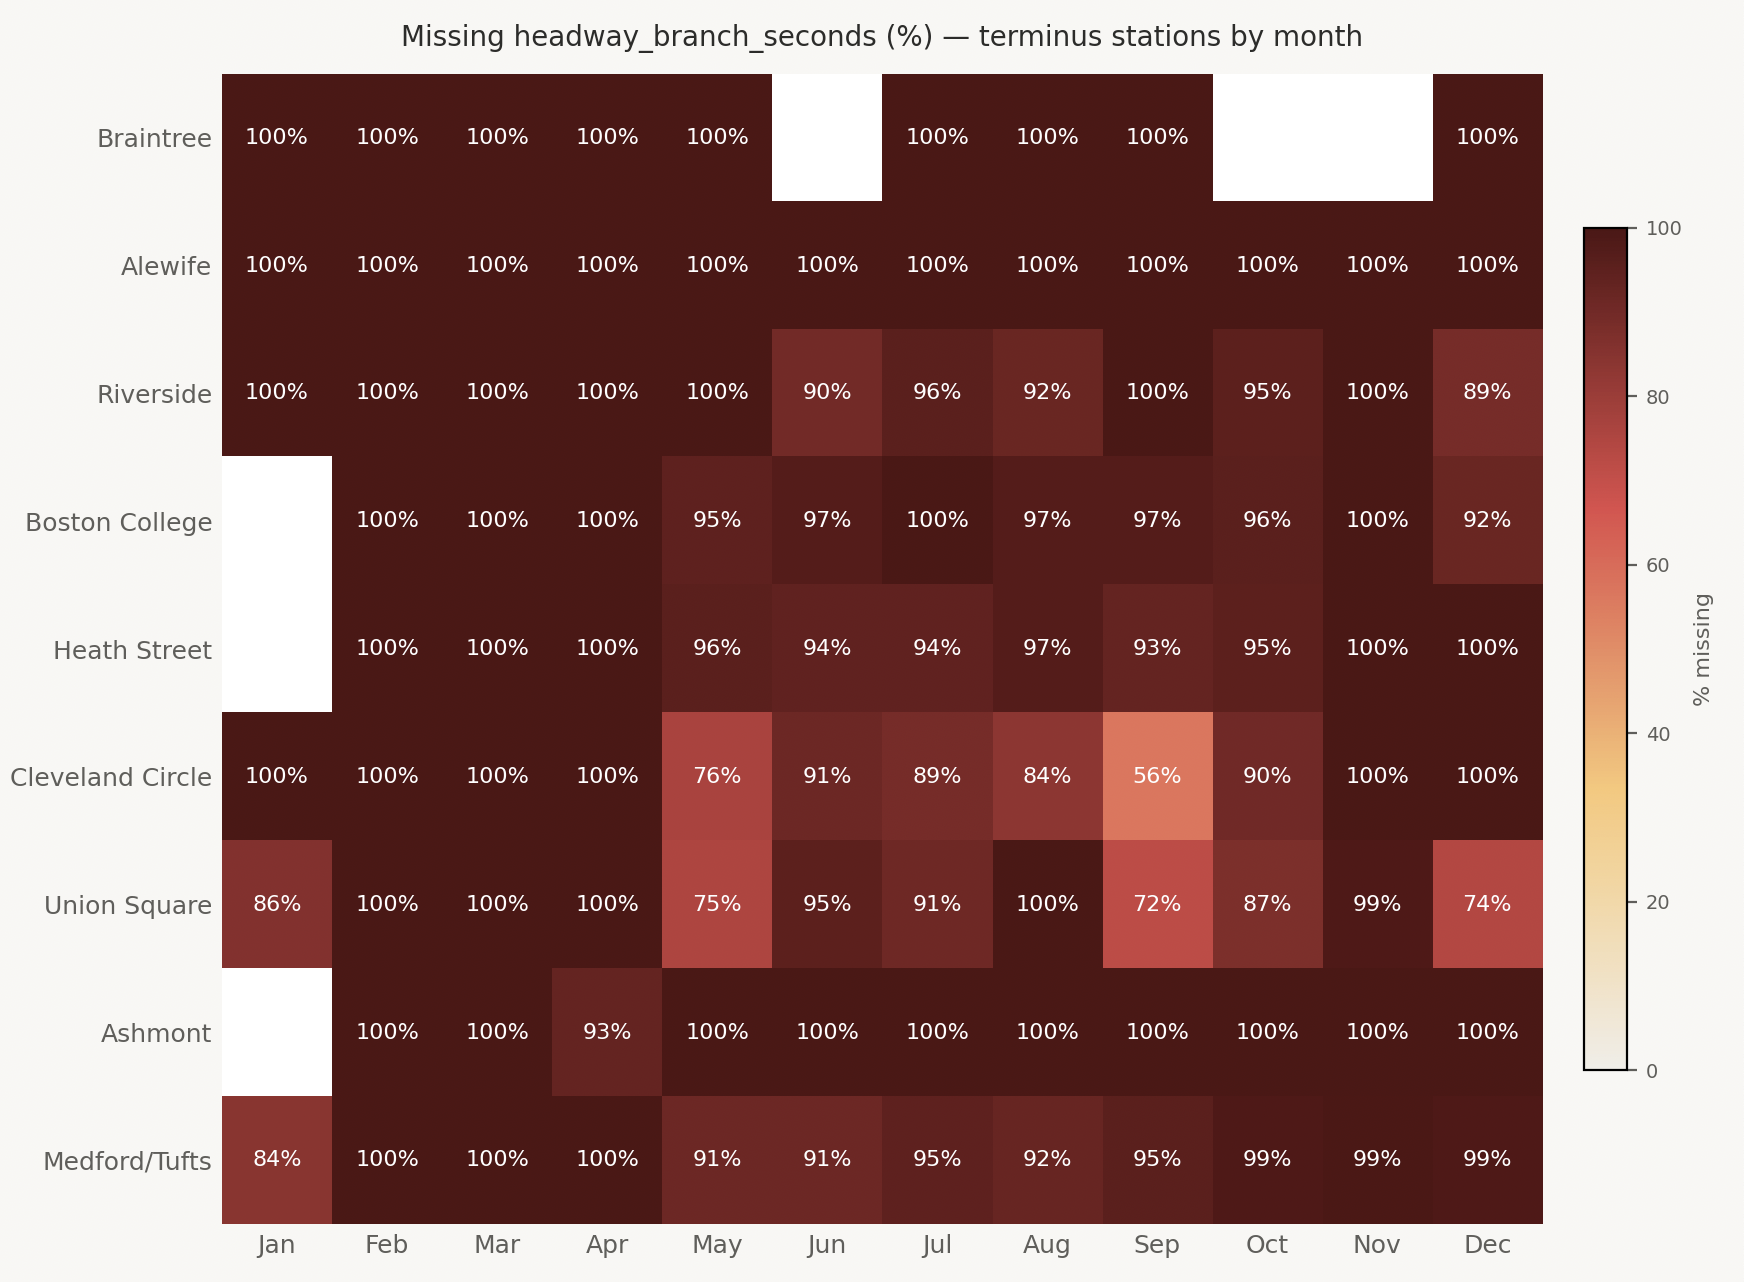 Missing headway_branch_seconds (%) — terminus stations by month
Braintree 100% 100% 100% 100% 100% 100% 100% 100% 100%
Alewife 100% 100% 100% 100% 100% 100% 100% 100% 100% 100% 100% 100%
Riverside 100% 100% 100% 100% 100% 90% 96% 92% 100% 95% 100% 89%
Boston College 100% 100% 100% 95% 97% 100% 97% 97% 96% 100% 92%
Heath Street 100% 100% 100% 96% 94% 94% 97% 93% 95% 100% 100%
Cleveland Circle 100% 100% 100% 100% 76% 91% 89% 84% 56% 90% 100% 100%
Union Square 86% 100% 100% 100% 75% 95% 91% 100% 72% 87% 99% 74%
Ashmont 100% 100% 93% 100% 100% 100% 100% 100% 100% 100% 100%
Medford/Tufts 84% 100% 100% 100% 91% 91% 95% 92% 95% 99% 99% 99%
Jan Feb Mar Apr May Jun Jul Aug Sep Oct Nov Dec
100
80
60
40
20
0
% missing